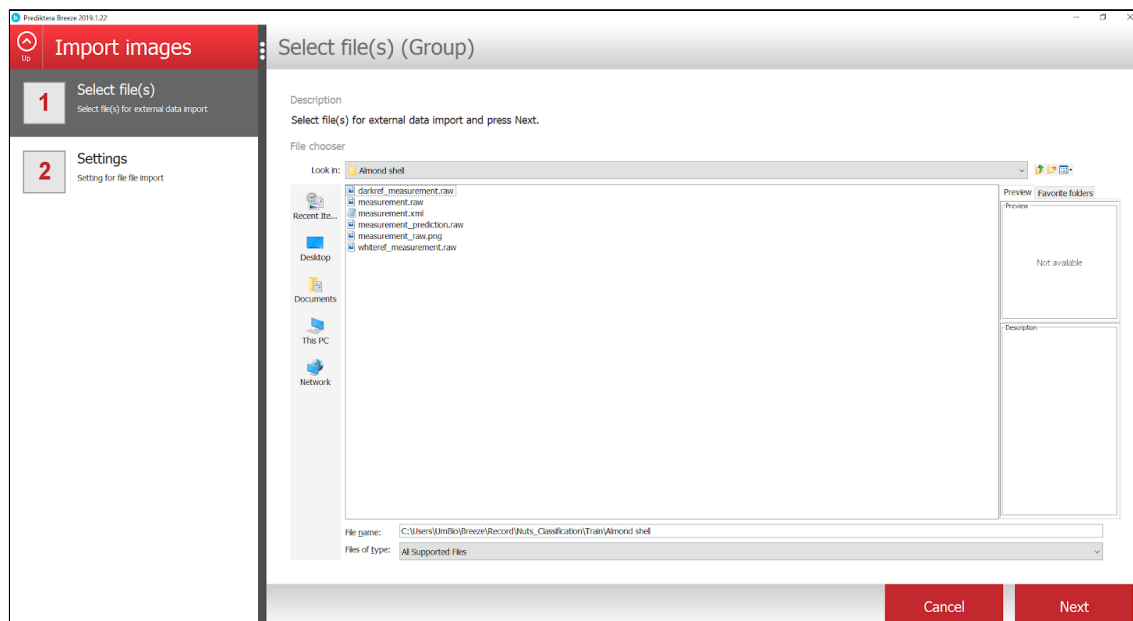 Prediktera Breeze 2019.1.22
Up
Import images
Select file(s) (Group)
1
Select file(s)
Select file(s) for external data import
2
Settings
Setting for file file import
Description
Select file(s) for external data import and press Next.
File chooser
Look in:
Almond shell
Recent Ite...
Desktop
Documents
This PC
Network
darkref_measurement.raw
measurement.raw
measurement.xml
measurement_prediction.raw
measurement_raw.png
whiteref_measurement.raw
Preview
Favorite folders
Preview
Not available
Description
File name:
C:\Users\UmBio\Breeze\Record\Nuts_Classification\Train\Almond shell
Files of type:
All Supported Files
Cancel
Next